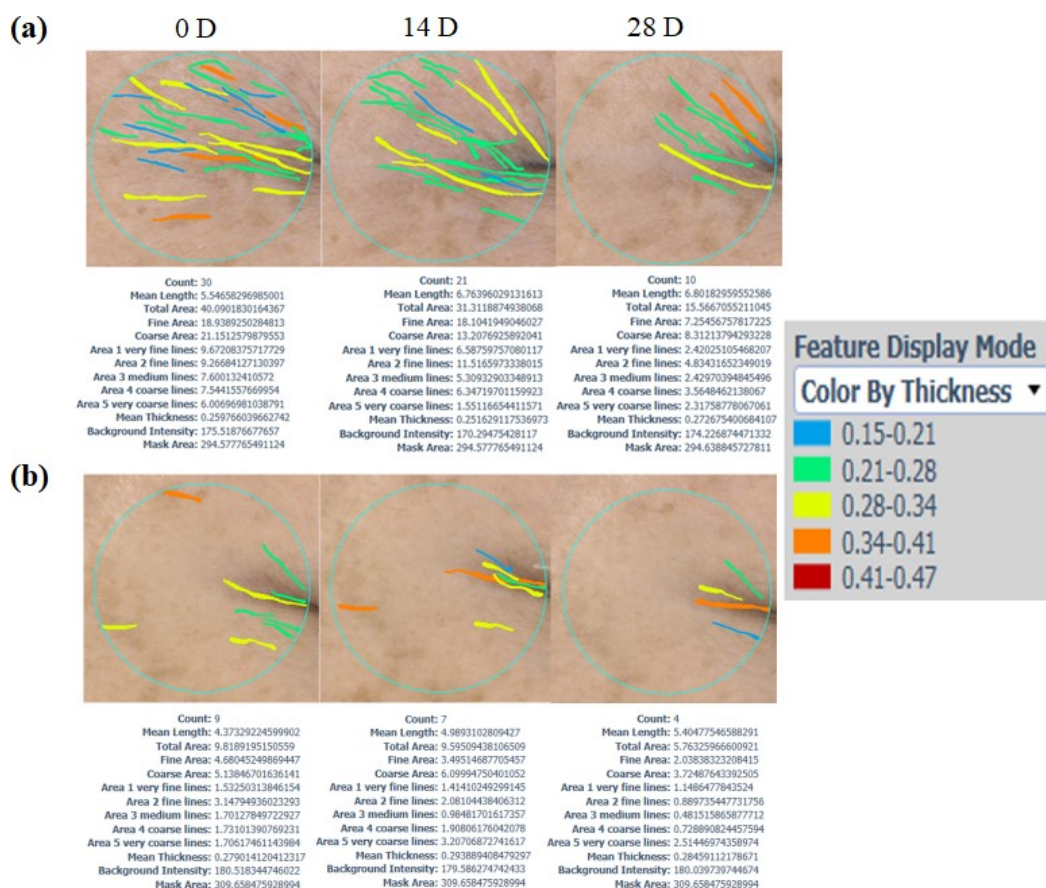 (a)
0 D
14 D
28 D
Count: 30
Mean Length: 5.54658296985001
Total Area: 40.0901830164367
Fine Area: 18.9389250284813
Coarse Area: 21.1512579879553
Area 1 very fine lines: 9.67208375717729
Area 2 fine lines: 9.26684127130397
Area 3 medium lines: 7.600132410572
Area 4 coarse lines: 7.5441557669954
Area 5 very coarse lines: 6.00696981038791
Mean Thickness: 0.259766039662742
Background Intensity: 175.51876677657
Mask Area: 294.577765491124
Count: 21
Mean Length: 6.76396029131613
Total Area: 31.3118874938068
Fine Area: 18.1041949046027
Coarse Area: 13.2076925892041
Area 1 very fine lines: 6.58759757080117
Area 2 fine lines: 11.5165973338015
Area 3 medium lines: 5.30932903348913
Area 4 coarse lines: 6.34719701159923
Area 5 very coarse lines: 1.55116654411571
Mean Thickness: 0.251629117536973
Background Intensity: 170.29475428117
Mask Area: 294.577765491124
Count: 10
Mean Length: 6.80182959552586
Total Area: 15.5667055211045
Fine Area: 7.25456757817225
Coarse Area: 8.31213794293228
Area 1 very fine lines: 2.42025105468207
Area 2 fine lines: 4.83431652349019
Area 3 medium lines: 2.42970394845496
Area 4 coarse lines: 3.5648462138067
Area 5 very coarse lines: 2.31758778067061
Mean Thickness: 0.272675400684107
Background Intensity: 174.226874471332
Mask Area: 294.638845727811
Feature Display Mode
Color By Thickness
0.15-0.21
0.21-0.28
0.28-0.34
0.34-0.41
0.41-0.47
(b)
Count: 9
Mean Length: 4.37329224599902
Total Area: 9.8189195150559
Fine Area: 4.68045249869447
Coarse Area: 5.13846701636141
Area 1 very fine lines: 1.53250313846154
Area 2 fine lines: 3.14794936023293
Area 3 medium lines: 1.70127849722927
Area 4 coarse lines: 1.73101390769231
Area 5 very coarse lines: 1.70617461143984
Mean Thickness: 0.279014120412317
Background Intensity: 180.518344746022
Mask Area: 309.658475928994
Count: 7
Mean Length: 4.9893102809427
Total Area: 9.59509438106509
Fine Area: 3.49514687705457
Coarse Area: 6.09994750401052
Area 1 very fine lines: 1.41410249299145
Area 2 fine lines: 2.08104438406312
Area 3 medium lines: 0.98481701617357
Area 4 coarse lines: 1.90806176042078
Area 5 very coarse lines: 3.20706872741617
Mean Thickness: 0.293889408479297
Background Intensity: 179.586274742433
Mask Area: 309.658475928994
Count: 4
Mean Length: 5.40477546588291
Total Area: 5.76325966600921
Fine Area: 2.03838323208415
Coarse Area: 3.72487643392505
Area 1 very fine lines: 1.1486477843524
Area 2 fine lines: 0.889735447731756
Area 3 medium lines: 0.481515865877712
Area 4 coarse lines: 0.728890824457594
Area 5 very coarse lines: 2.51446974358974
Mean Thickness: 0.28459112178671
Background Intensity: 180.039739744674
Mask Area: 309.658475928994